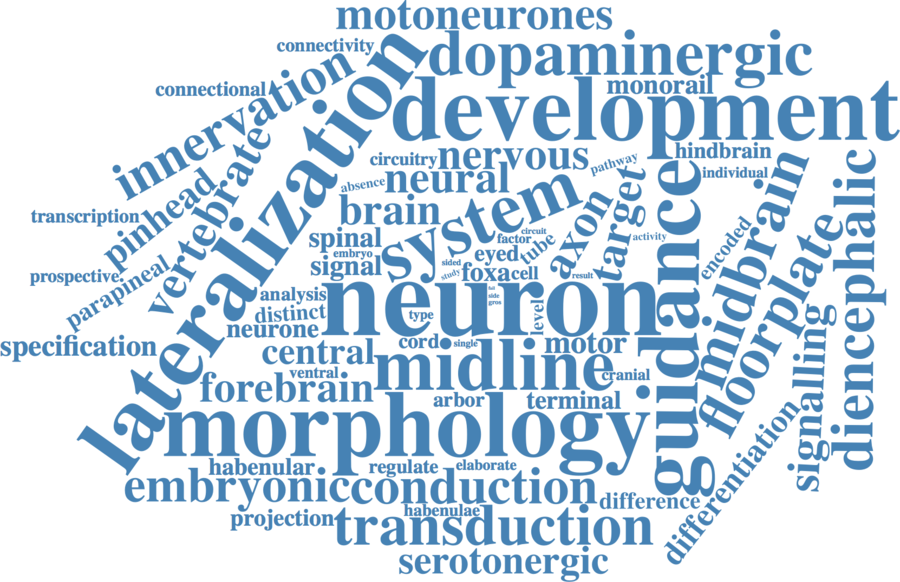 motoneurones
connectivity
dopaminergic
connectional
innervation
monorail
development
lateralization
circuitry
nervous
pathway
hindbrain
individual
absence
neural
vertebrate
pinhead
transcription
brain
system
axon
target
guidance
midbrain
diencephalic
spinal
embryo
circuit
factor
tube
activity
encoded
signal
sided
study
eyed
foxa
cell
result
prospective
parapineal
analysis
distinct
neurone
neuron
full
side
gros
type
level
floorplate
signalling
specification
central
cord
single
motor
ventral
midline
cranial
forebrain
arbor
terminal
morphology
habenular
regulate
elaborate
embryonic
conduction
difference
differentiation
projection
habenulae
transduction
serotonergic